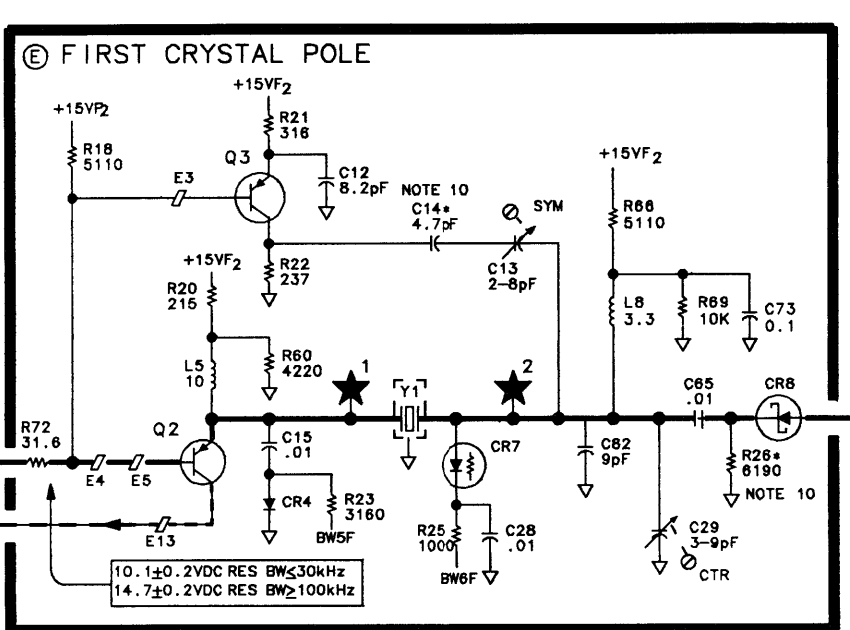 Ⓔ FIRST CRYSTAL POLE
+15VF2
+15VF2
R21
316
R18
5110
Q3
E3
C12
8.2pF
NOTE 10
C14*
4.7pF
SYM
+15VF2
R66
5110
+15VF2
R20
215
R22
237
C13
2-8pF
L8
3.3
R69
10K
C73
0.1
L5
10
R60
4220
1
Y1
2
C65
.01
CR8
R72
31.6
Q2
C15
.01
CR7
C62
9pF
R26*
6190
NOTE 10
E4
E5
CR4
R23
3160
BW5F
R25
1000
C28
.01
C29
3-9pF
CTR
E13
BW6F
10.1±0.2VDC RES BW≤30kHz
14.7±0.2VDC RES BW≥100kHz